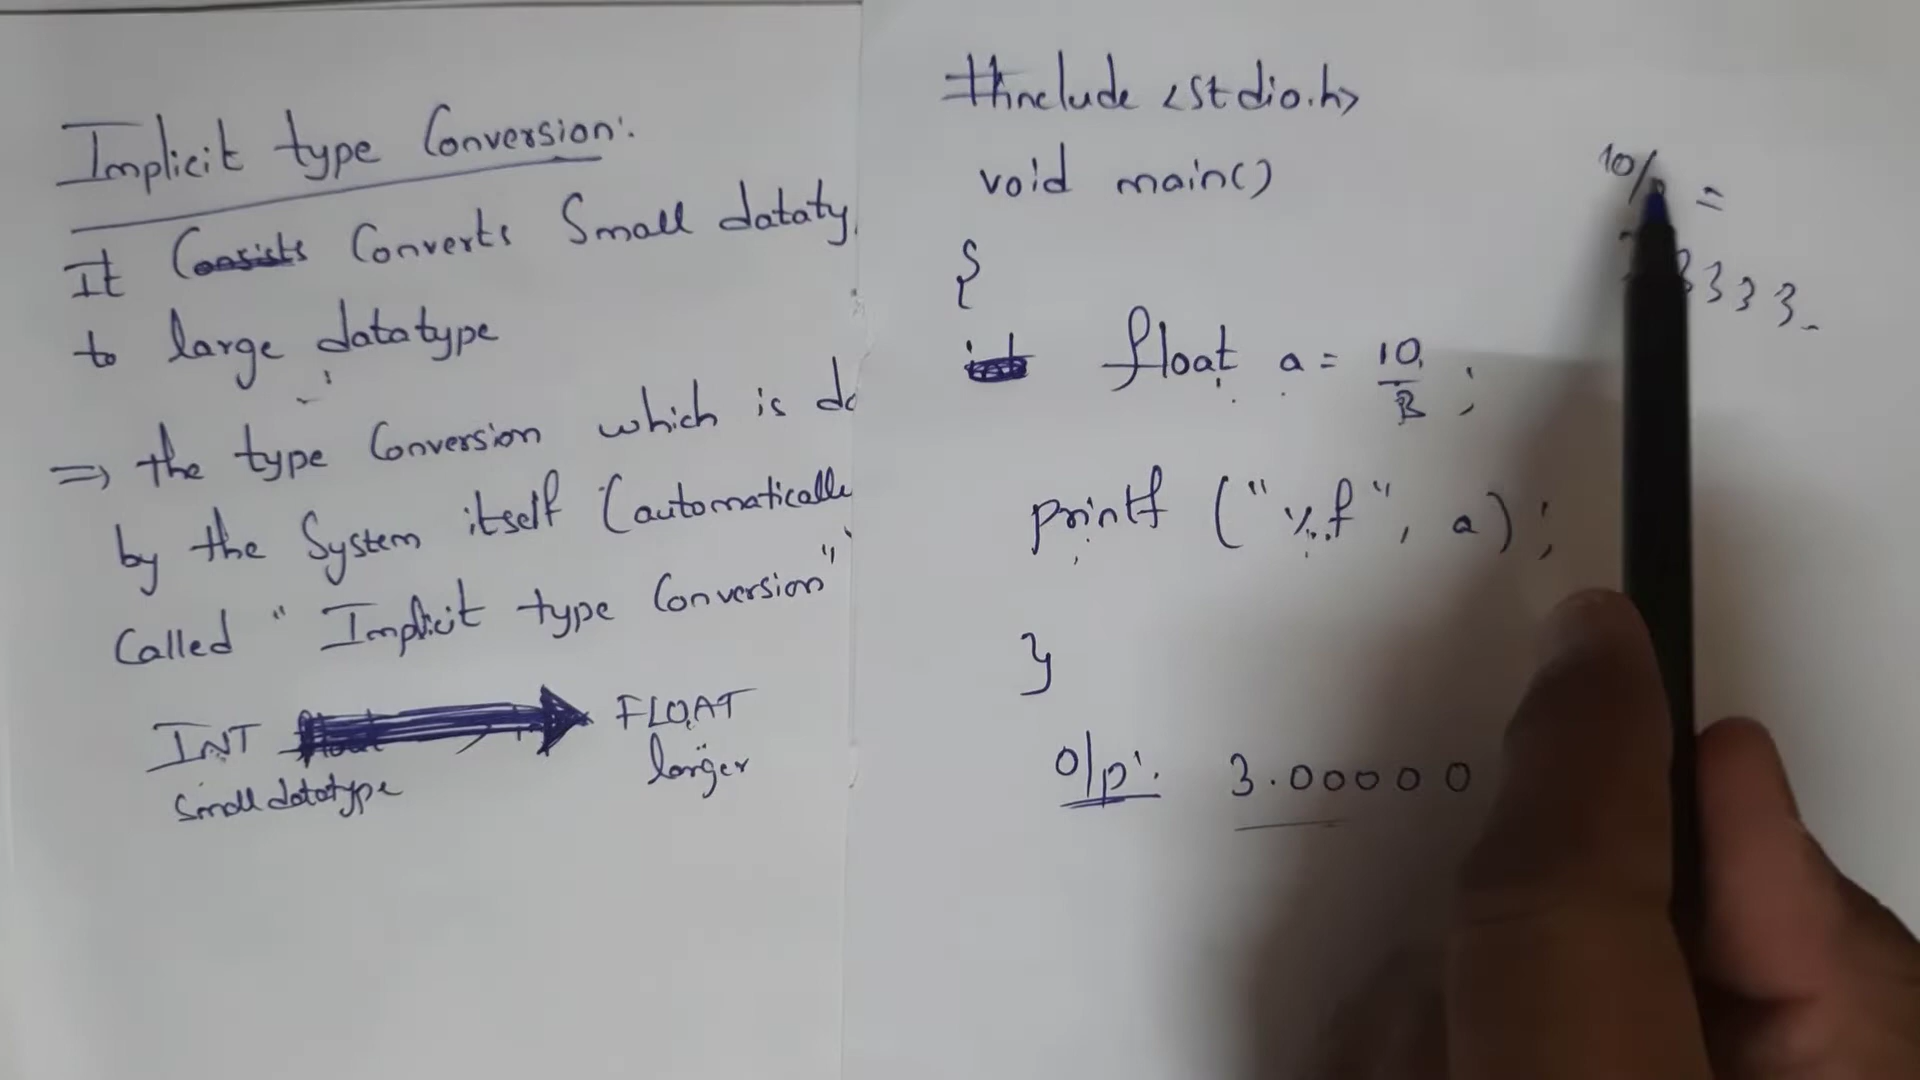 Implicit type Conversion:
It Converts Small dataty
to large datatype
=> the type Conversion which is do
by the System itself (automatically
Called "Implicit type Conversion"
INT
FLOAT
Small datatype
larger
#include <stdio.h>
void main()
{
float a = 10
3 ;
printf ("%f", a);
}
O/p: 3.00000
10/ =
3333